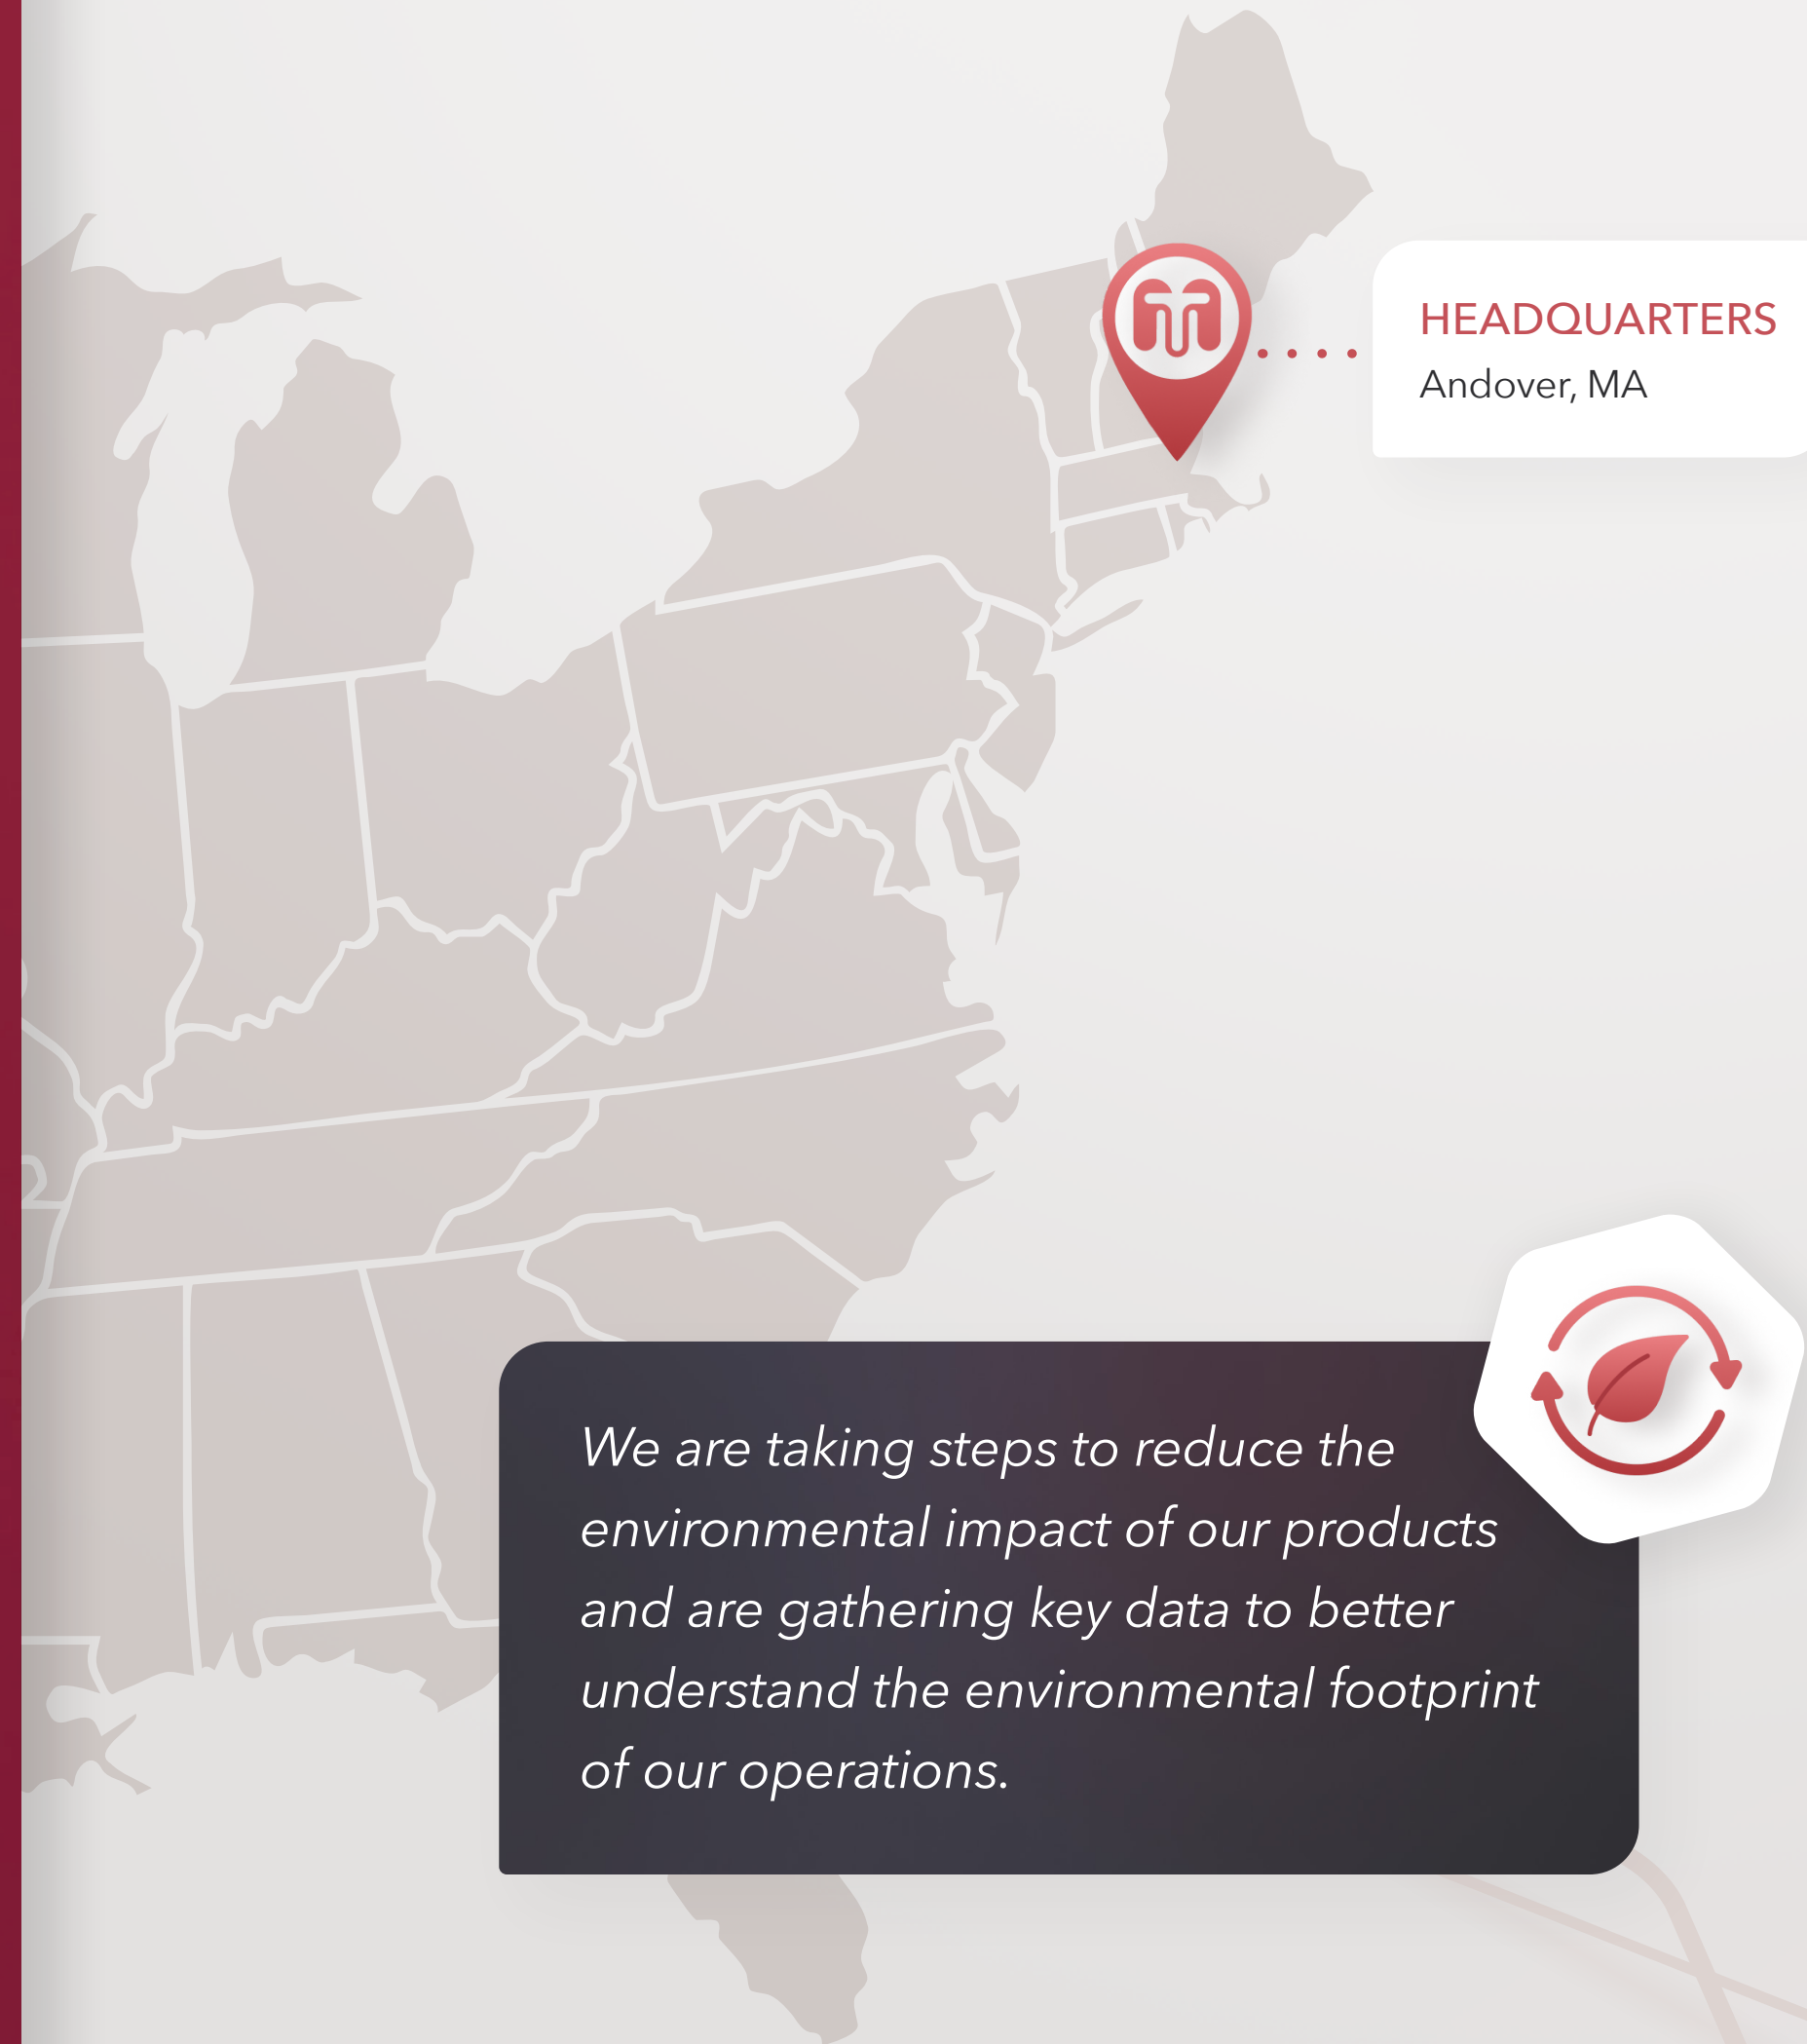 HEADQUARTERS
Andover, MA
We are taking steps to reduce the
environmental impact of our products
and are gathering key data to better
understand the environmental footprint
of our operations.